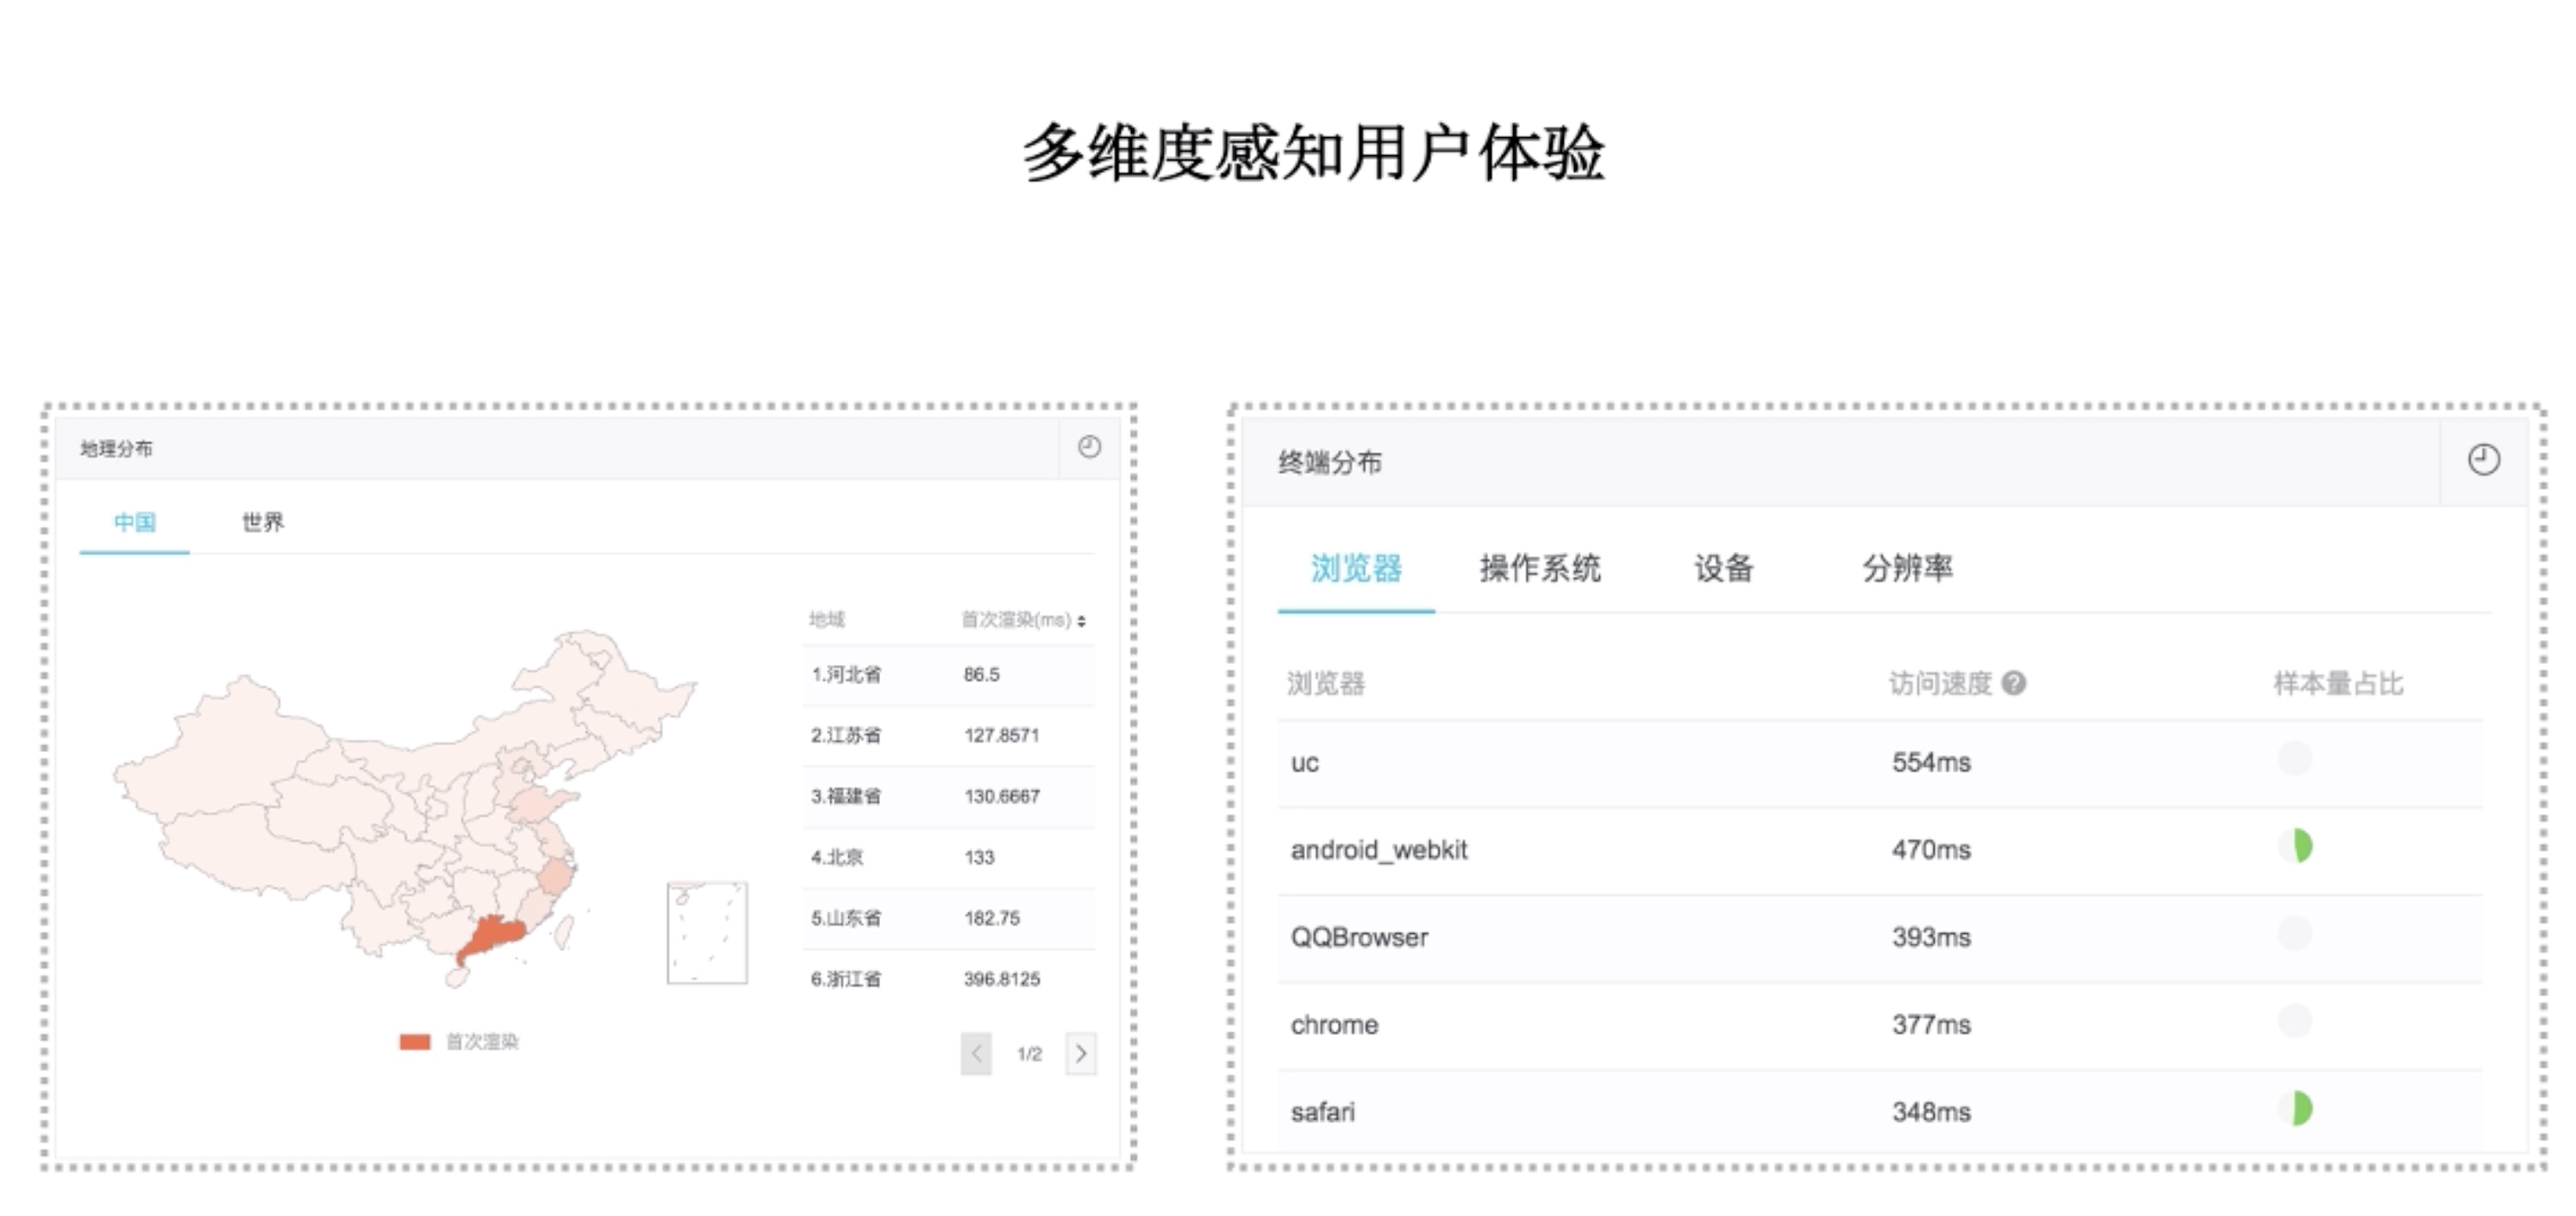 多维度感知用户体验
地理分布
中国 世界
地域 首次渲染(ms)
1.河北省 86.5
2.江苏省 127.8571
3.福建省 130.6667
4.北京 133
5.山东省 182.75
6.浙江省 396.8125
首次渲染
1/2
终端分布
浏览器 操作系统 设备 分辨率
浏览器 访问速度 ? 样本量占比
uc 554ms
android_webkit 470ms
QQBrowser 393ms
chrome 377ms
safari 348ms